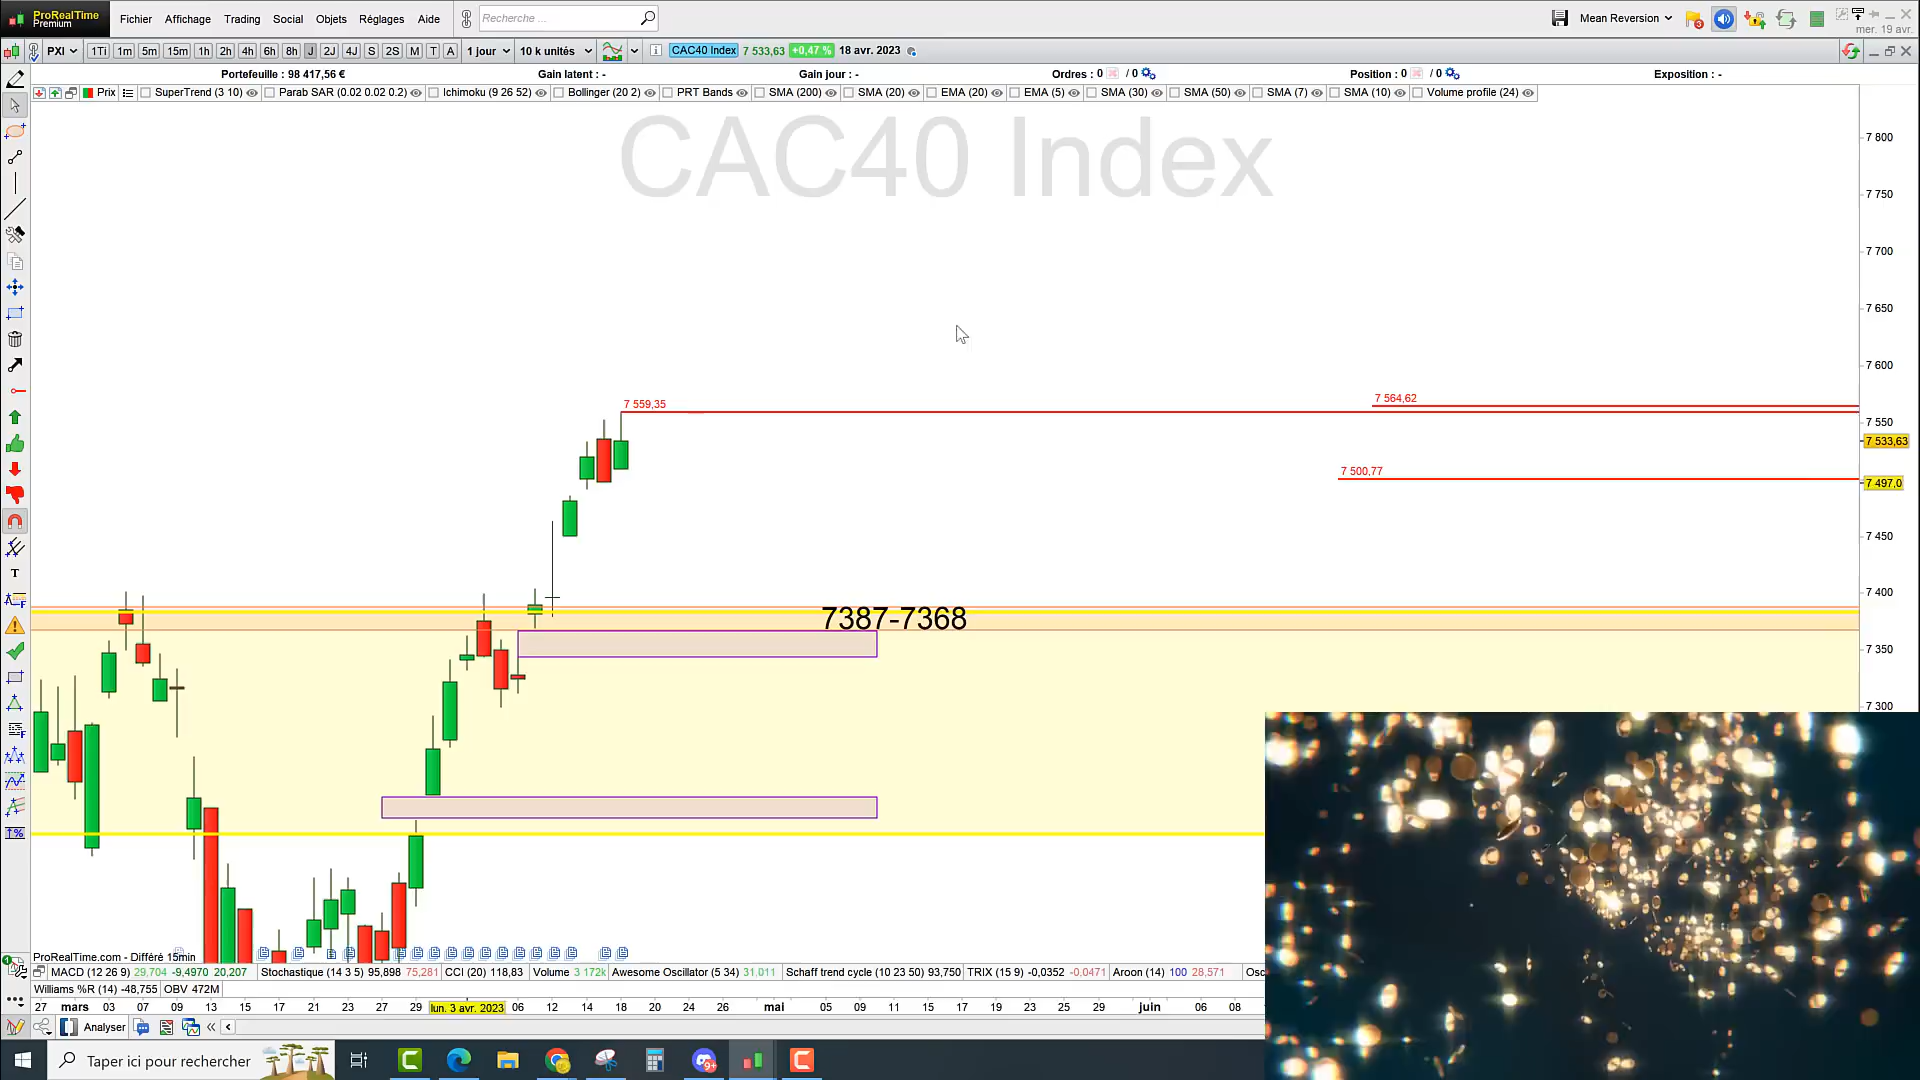 ProRealTime
Premium
Fichier Affichage Trading Social Objets Réglages Aide Recherche ... Mean Reversion
mer. 19 avr.
PXI 1Ti 1m 5m 15m 1h 2h 4h 6h 8h J 2J 4J S 2S M T A 1 jour 10 k unités CAC40 Index 7 533,63 +0,47 % 18 avr. 2023
Portefeuille : 98 417,56 € Gain latent : - Gain jour : - Ordres : 0 / 0 Position : 0 / 0 Exposition : -
Prix SuperTrend (3 10) Parab SAR (0.02 0.02 0.2) Ichimoku (9 26 52) Bollinger (20 2) PRT Bands SMA (200) SMA (20) EMA (20) EMA (5) SMA (30) SMA (50) SMA (7) SMA (10) Volume profile (24)
CAC40 Index
7 800
7 750
7 700
7 650
7 600
7 564,62
7 559,35
7 550
7 533,63
7 500,77
7 497,0
7 450
7 400
7387-7368
7 350
7 300
ProRealTime.com - Différé 15min
MACD (12 26 9) 29,704 -9,4970 20,207 Stochastique (14 3 5) 95,898 75,281 CCI (20) 118,83 Volume 3 172k Awesome Oscillator (5 34) 31,011 Schaff trend cycle (10 23 50) 93,750 TRIX (15 9) -0,0352 -0,0471 Aroon (14) 100 28,571 Osc
Williams %R (14) -48,755 OBV 472M
27 mars 03 07 09 13 15 17 21 23 27 29 lun. 3 avr. 2023 06 12 14 18 20 24 26 mai 05 09 11 15 17 19 23 25 29 juin 06 08
Analyser
Taper ici pour rechercher